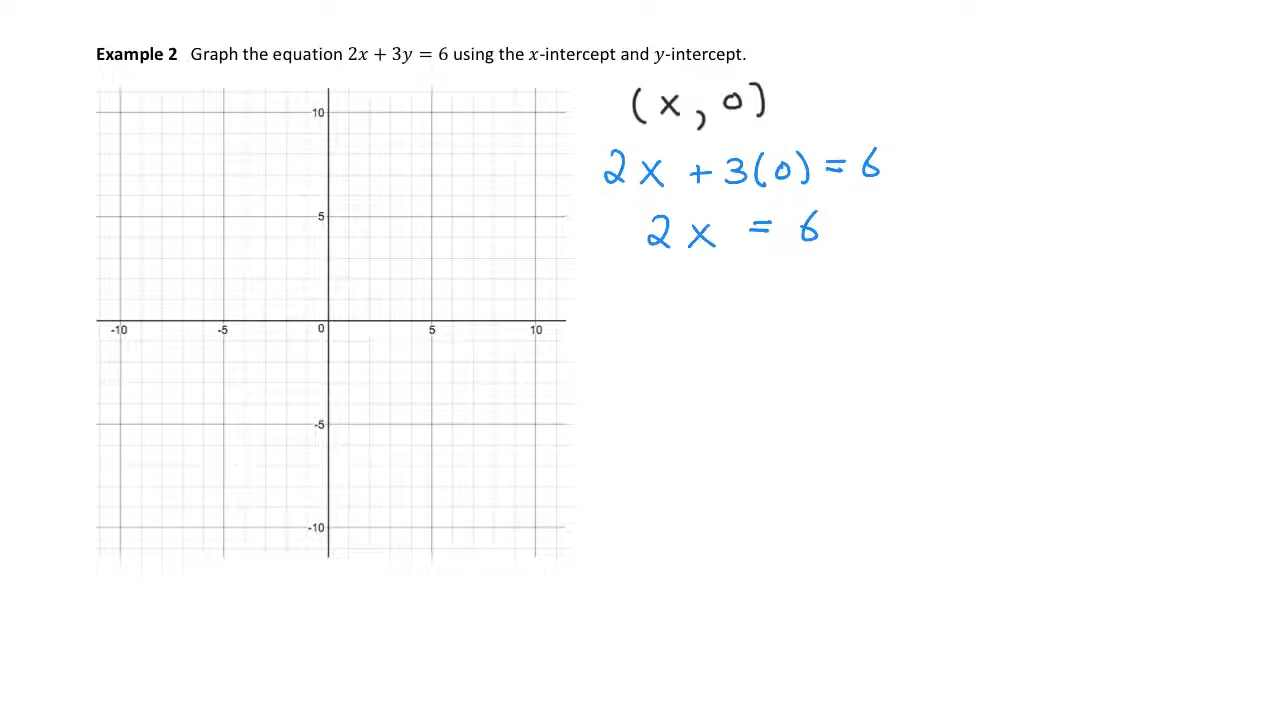 Example 2 Graph the equation 2𝑥 + 3𝑦 = 6 using the 𝑥-intercept and 𝑦-intercept.
(x, 0)
2x + 3(0) = 6
2x = 6
10
5
-10 -5 0 5 10
-5
-10